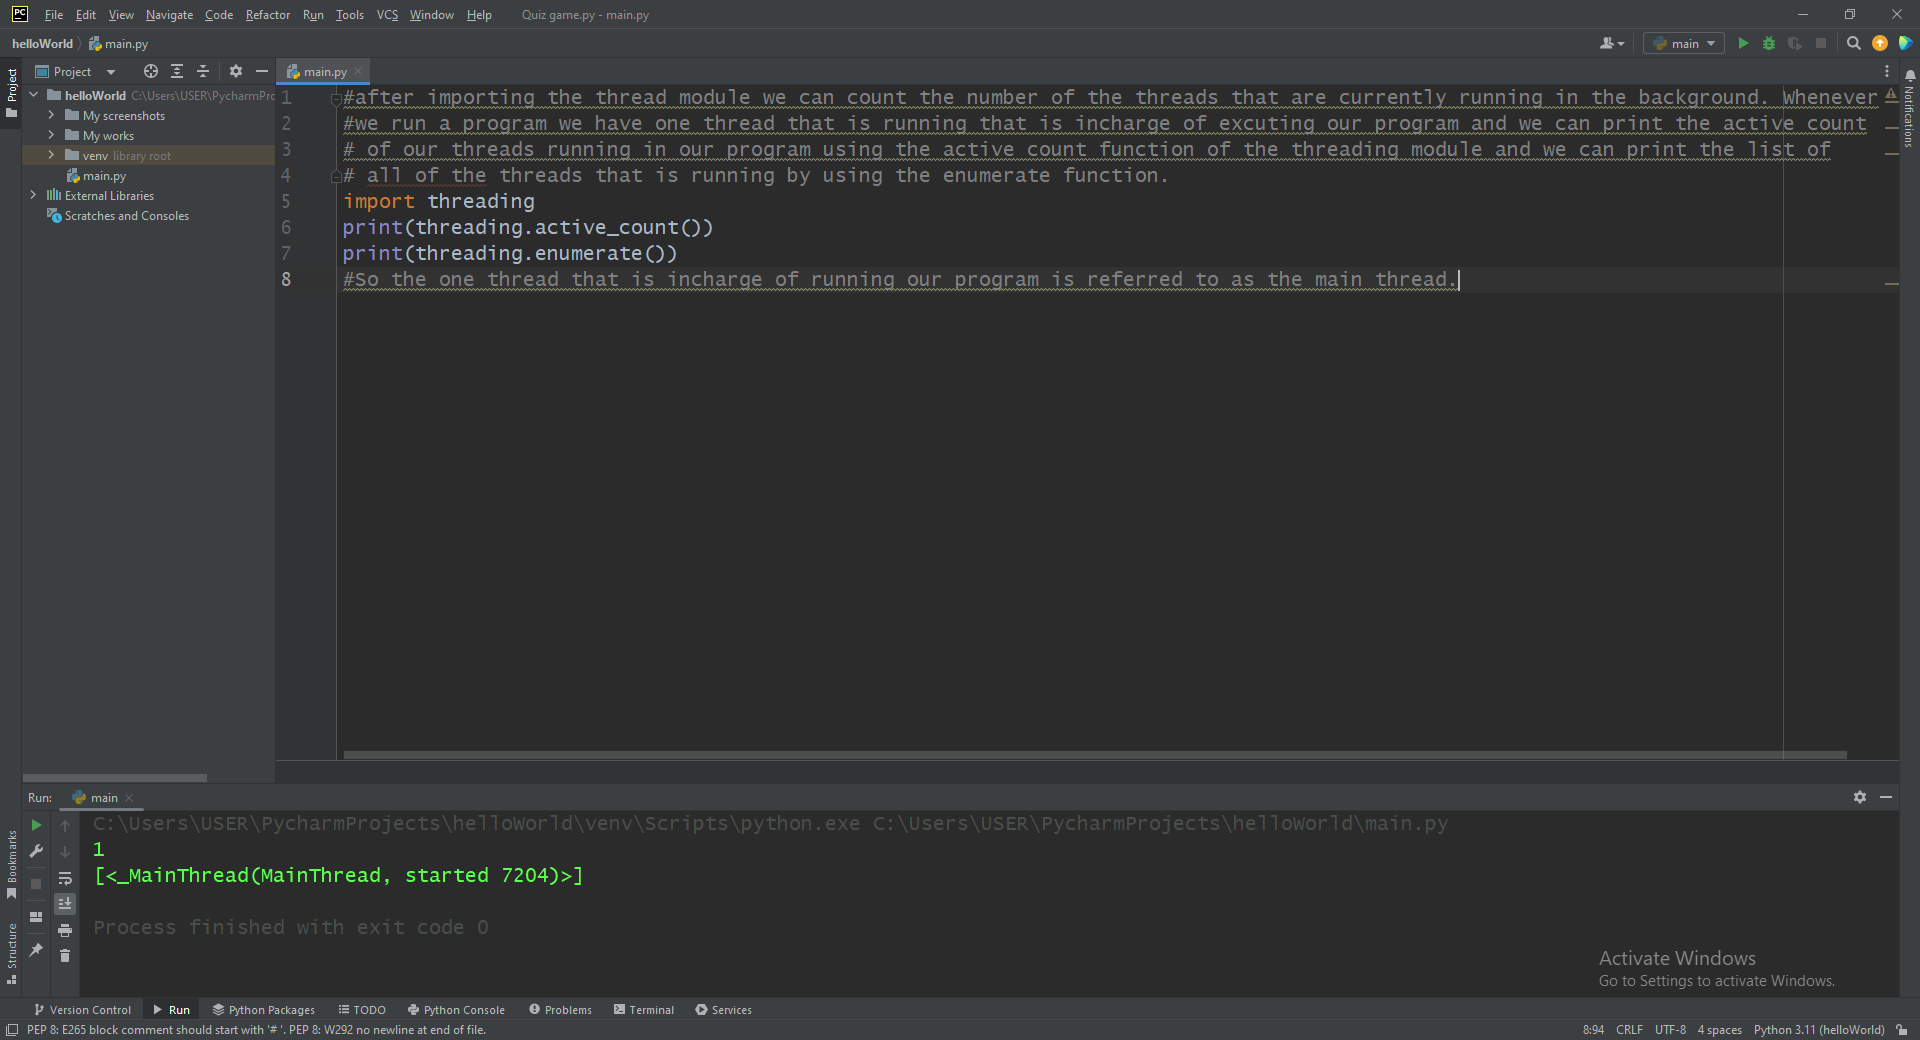 PC File Edit View Navigate Code Refactor Run Tools VCS Window Help Quiz game.py - main.py
helloWorld main.py main
Project main.py
Project
helloWorld C:\Users\USER\PycharmPro
My screenshots
My works
venv library root
main.py
External Libraries
Scratches and Consoles
1 #after importing the thread module we can count the number of the threads that are currently running in the background. Whenever
2 #we run a program we have one thread that is running that is incharge of excuting our program and we can print the active count
3 # of our threads running in our program using the active count function of the threading module and we can print the list of
4 # all of the threads that is running by using the enumerate function.
5 import threading
6 print(threading.active_count())
7 print(threading.enumerate())
8 #So the one thread that is incharge of running our program is referred to as the main thread.
Notifications
Run: main
C:\Users\USER\PycharmProjects\helloWorld\venv\Scripts\python.exe C:\Users\USER\PycharmProjects\helloWorld\main.py
1
[<_MainThread(MainThread, started 7204)>]
Process finished with exit code 0
Bookmarks
Structure
Activate Windows
Go to Settings to activate Windows.
Version Control Run Python Packages TODO Python Console Problems Terminal Services
PEP 8: E265 block comment should start with '# '. PEP 8: W292 no newline at end of file. 8:94 CRLF UTF-8 4 spaces Python 3.11 (helloWorld)